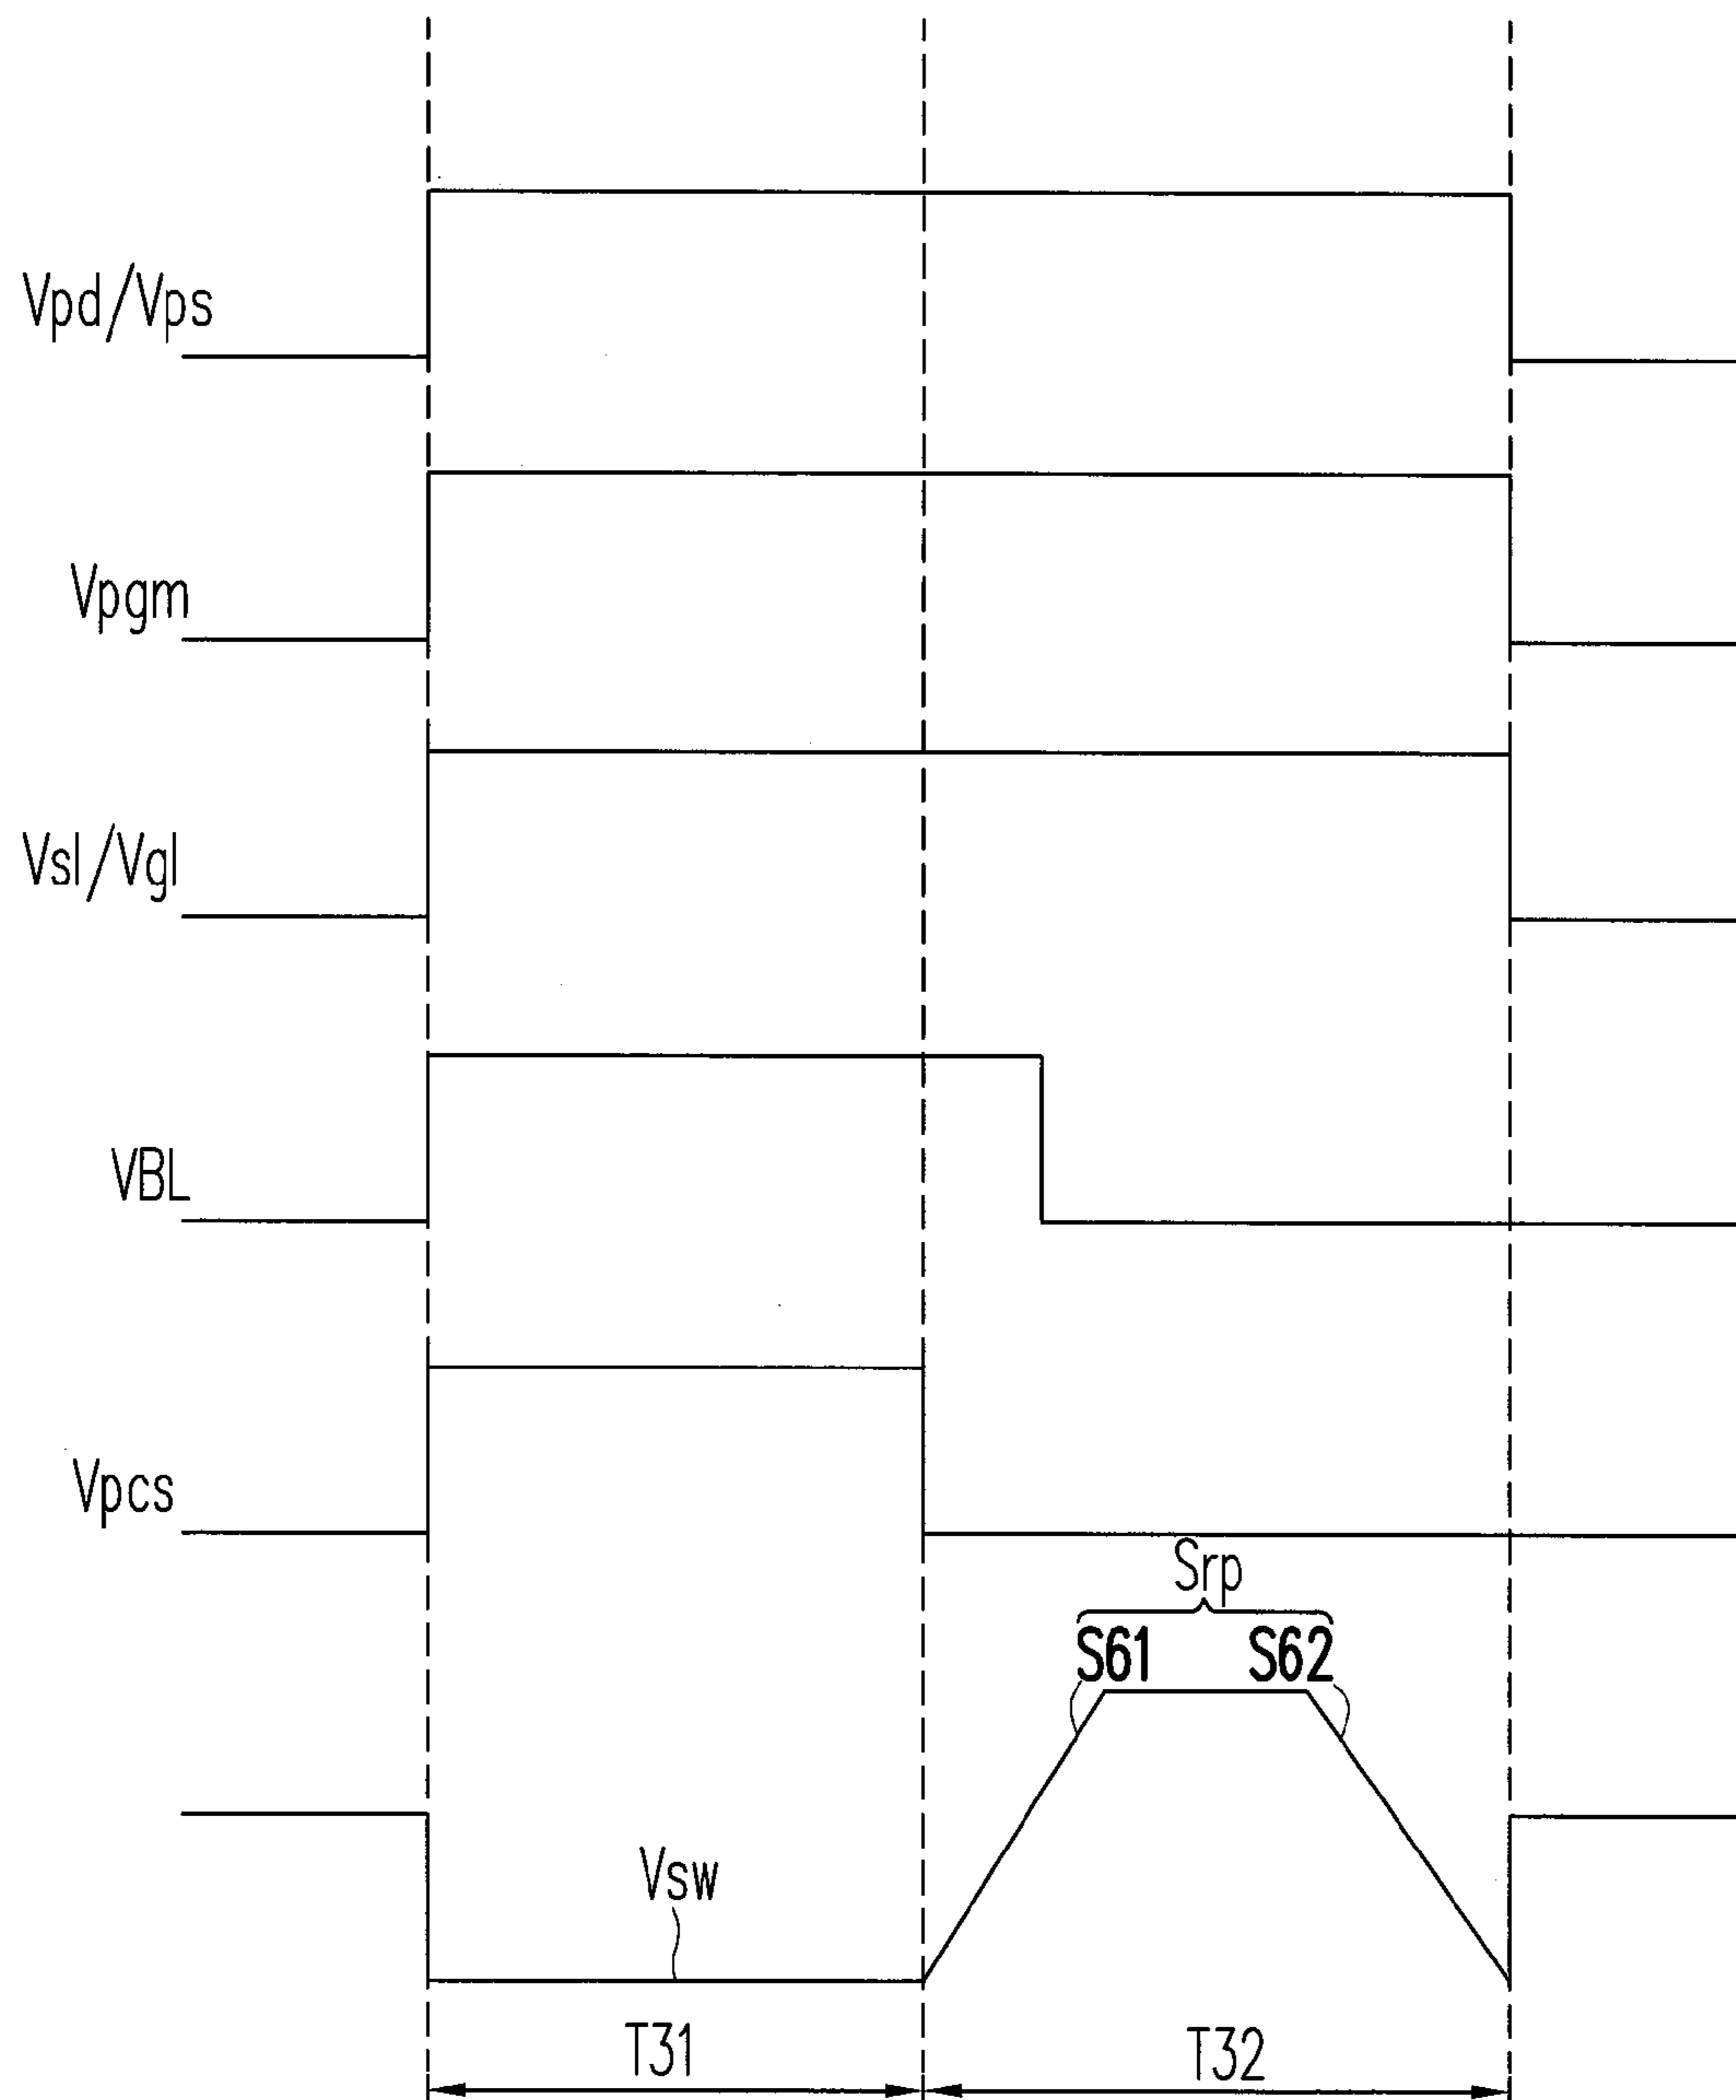 Vpd/Vps
Vpgm
Vsl/Vgl
VBL
Vpcs
Srp
S61 S62
Vsw
T31 T32